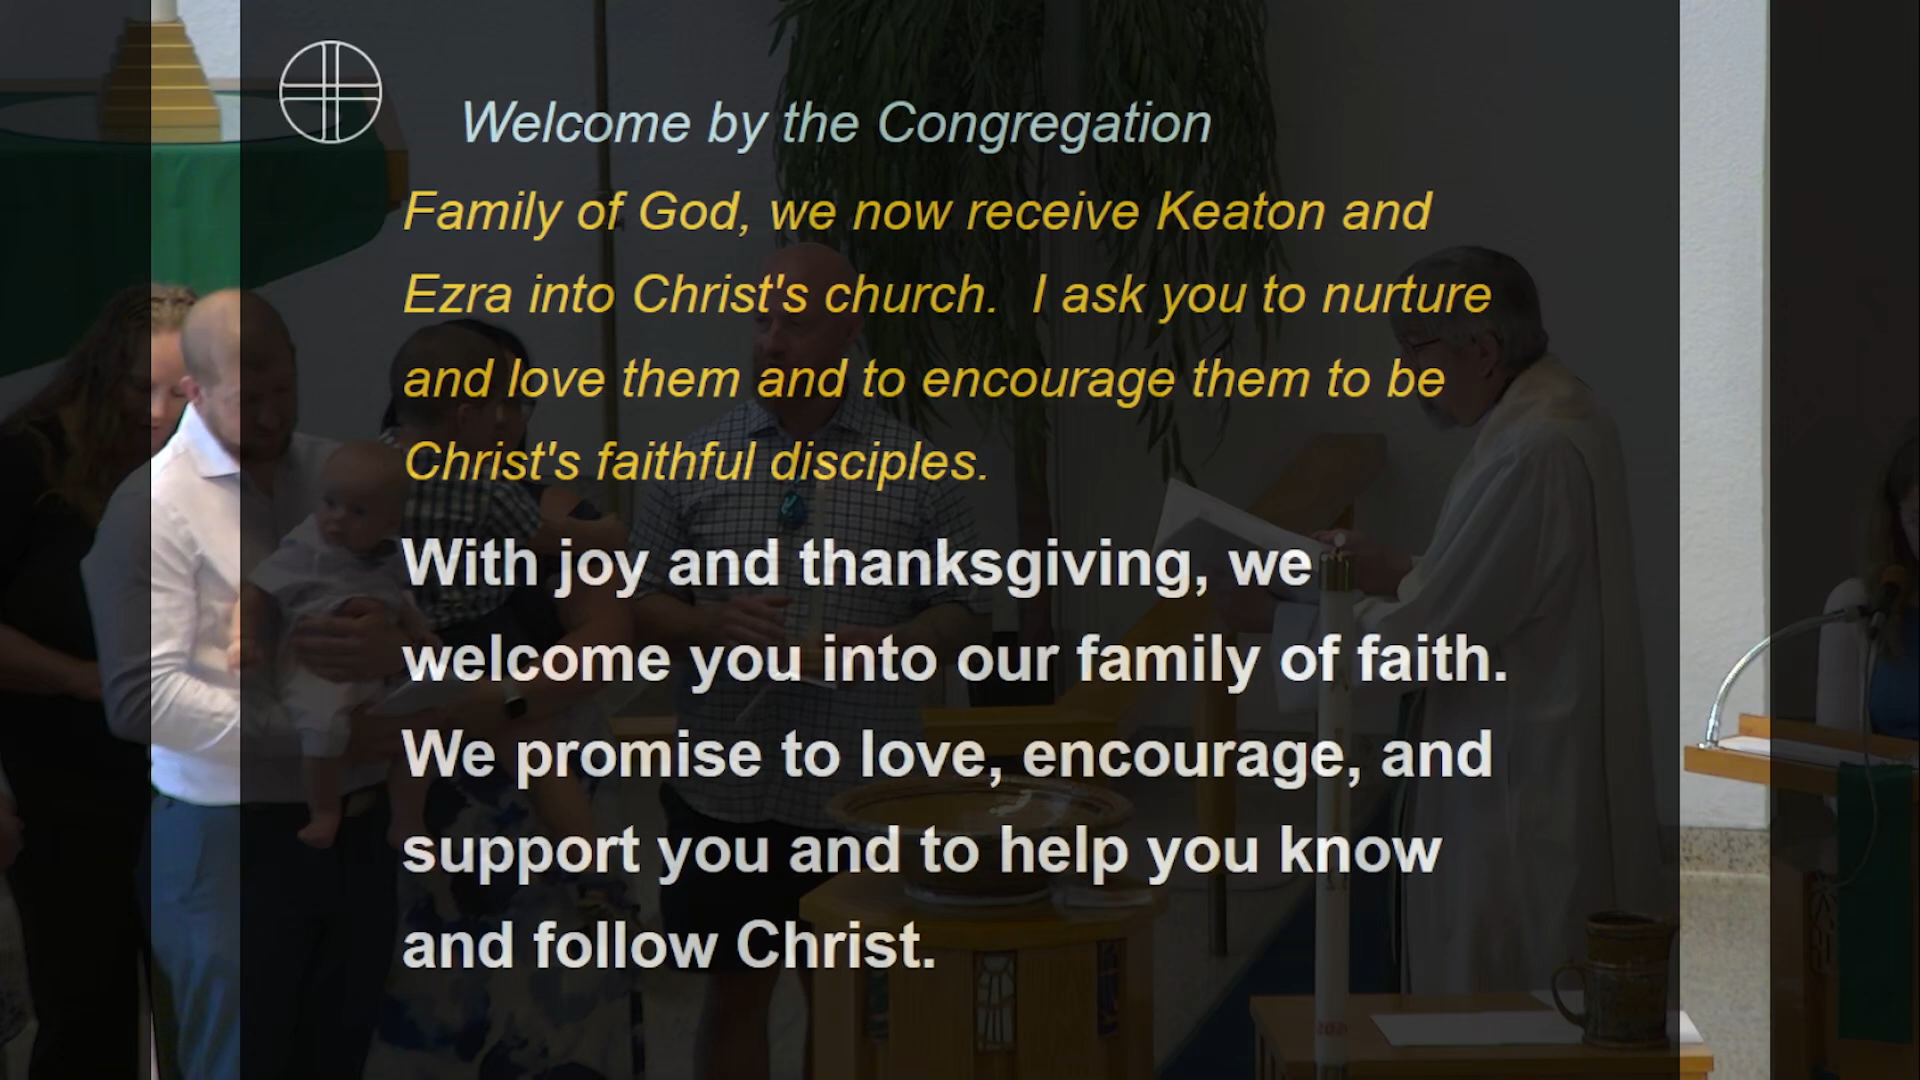 Welcome by the Congregation
Family of God, we now receive Keaton and
Ezra into Christ's church.  I ask you to nurture
and love them and to encourage them to be
Christ's faithful disciples.
With joy and thanksgiving, we
welcome you into our family of faith.
We promise to love, encourage, and
support you and to help you know
and follow Christ.